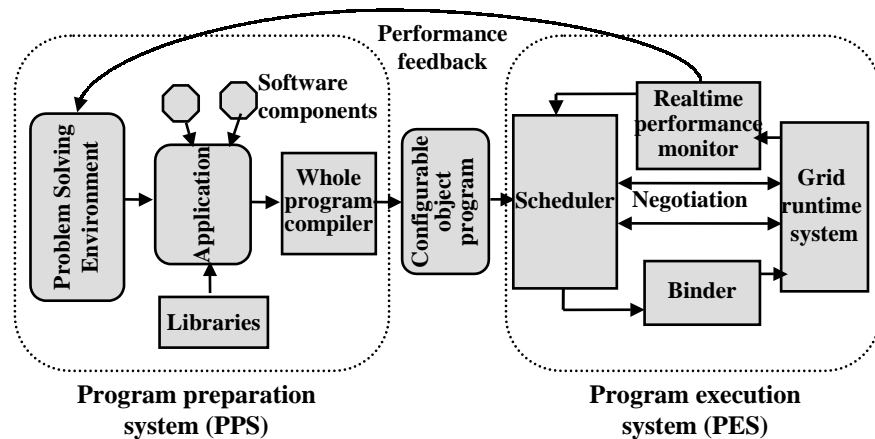 Performance
feedback
Software
components
Problem Solving
Environment
Application
Libraries
Whole
program
compiler
Configurable
object
program
Scheduler
Realtime
performance
monitor
Negotiation
Binder
Grid
runtime
system
Program preparation
system (PPS)
Program execution
system (PES)